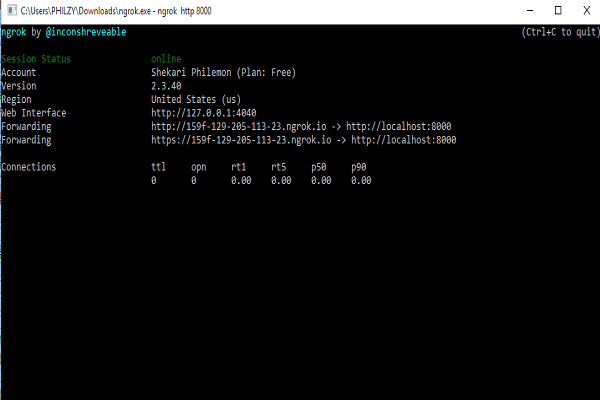 C:\Users\PHILZY\Downloads\ngrok.exe - ngrok http 8000
ngrok by @inconshreveable (Ctrl+C to quit)
Session Status online
Account Shekari Philemon (Plan: Free)
Version 2.3.40
Region United States (us)
Web Interface http://127.0.0.1:4040
Forwarding http://159f-129-205-113-23.ngrok.io -> http://localhost:8000
Forwarding https://159f-129-205-113-23.ngrok.io -> http://localhost:8000
Connections ttl opn rt1 rt5 p50 p90
0 0 0.00 0.00 0.00 0.00